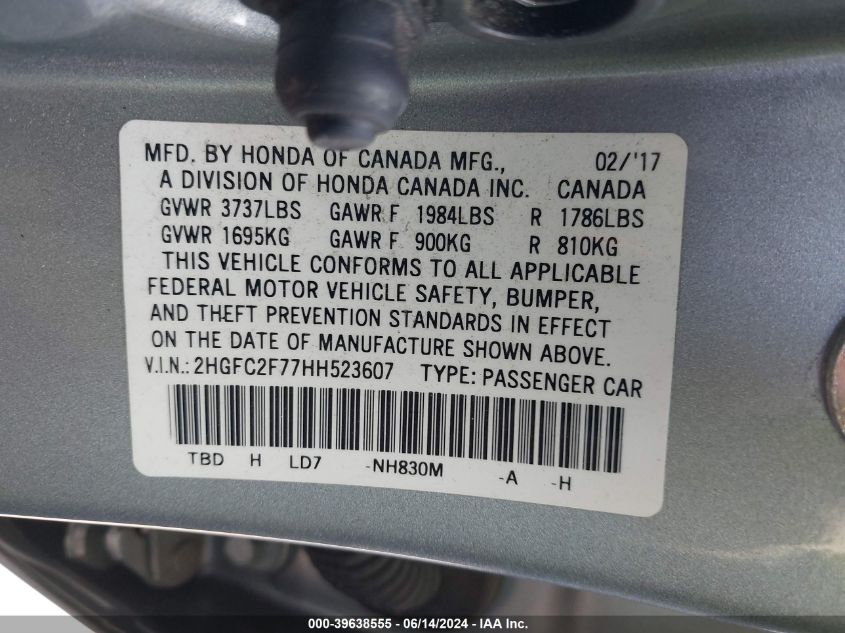 MFD. BY HONDA OF CANADA MFG., 02/'17
A DIVISION OF HONDA CANADA INC. CANADA
GVWR 3737LBS GAWR F 1984LBS R 1786LBS
GVWR 1695KG GAWR F 900KG R 810KG
THIS VEHICLE CONFORMS TO ALL APPLICABLE
FEDERAL MOTOR VEHICLE SAFETY, BUMPER,
AND THEFT PREVENTION STANDARDS IN EFFECT
ON THE DATE OF MANUFACTURE SHOWN ABOVE.
V.I.N.: 2HGFC2F77HH523607 TYPE: PASSENGER CAR
TBD H LD7 -NH830M -A -H
000-39638555 - 06/14/2024 - IAA Inc.